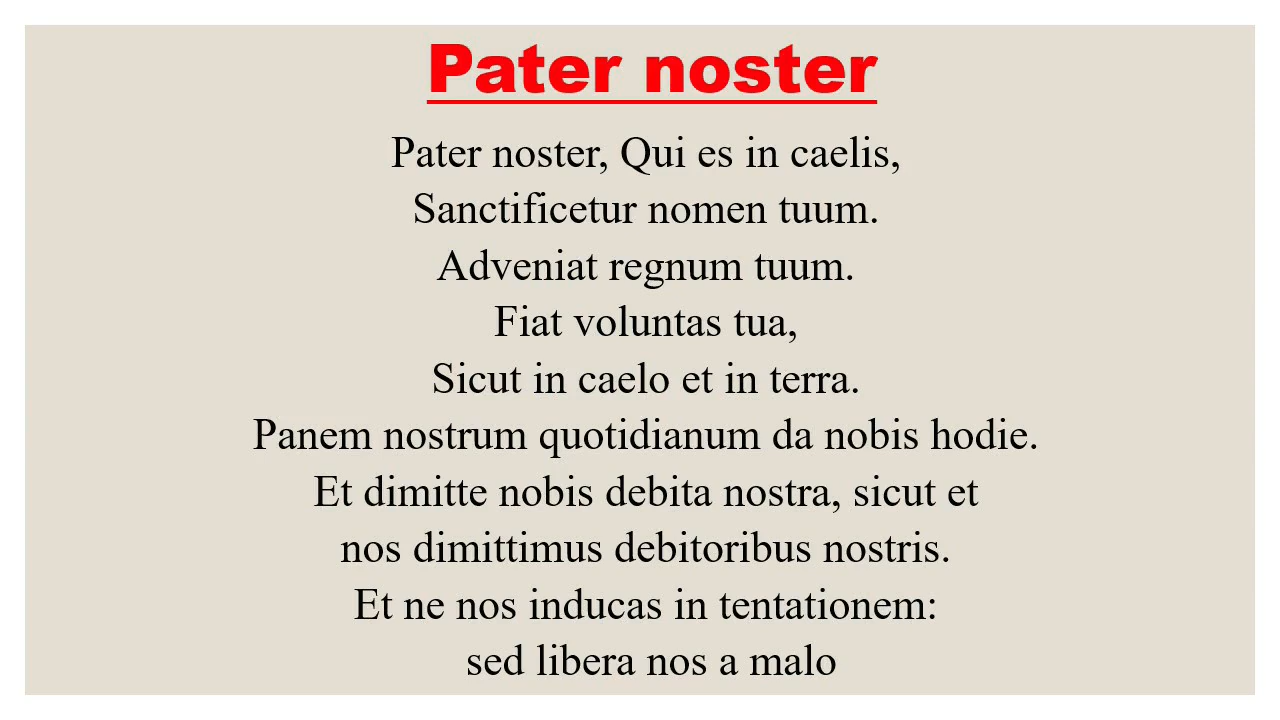 Pater noster
Pater noster, Qui es in caelis,
Sanctificetur nomen tuum.
Adveniat regnum tuum.
Fiat voluntas tua,
Sicut in caelo et in terra.
Panem nostrum quotidianum da nobis hodie.
Et dimitte nobis debita nostra, sicut et
nos dimittimus debitoribus nostris.
Et ne nos inducas in tentationem:
sed libera nos a malo